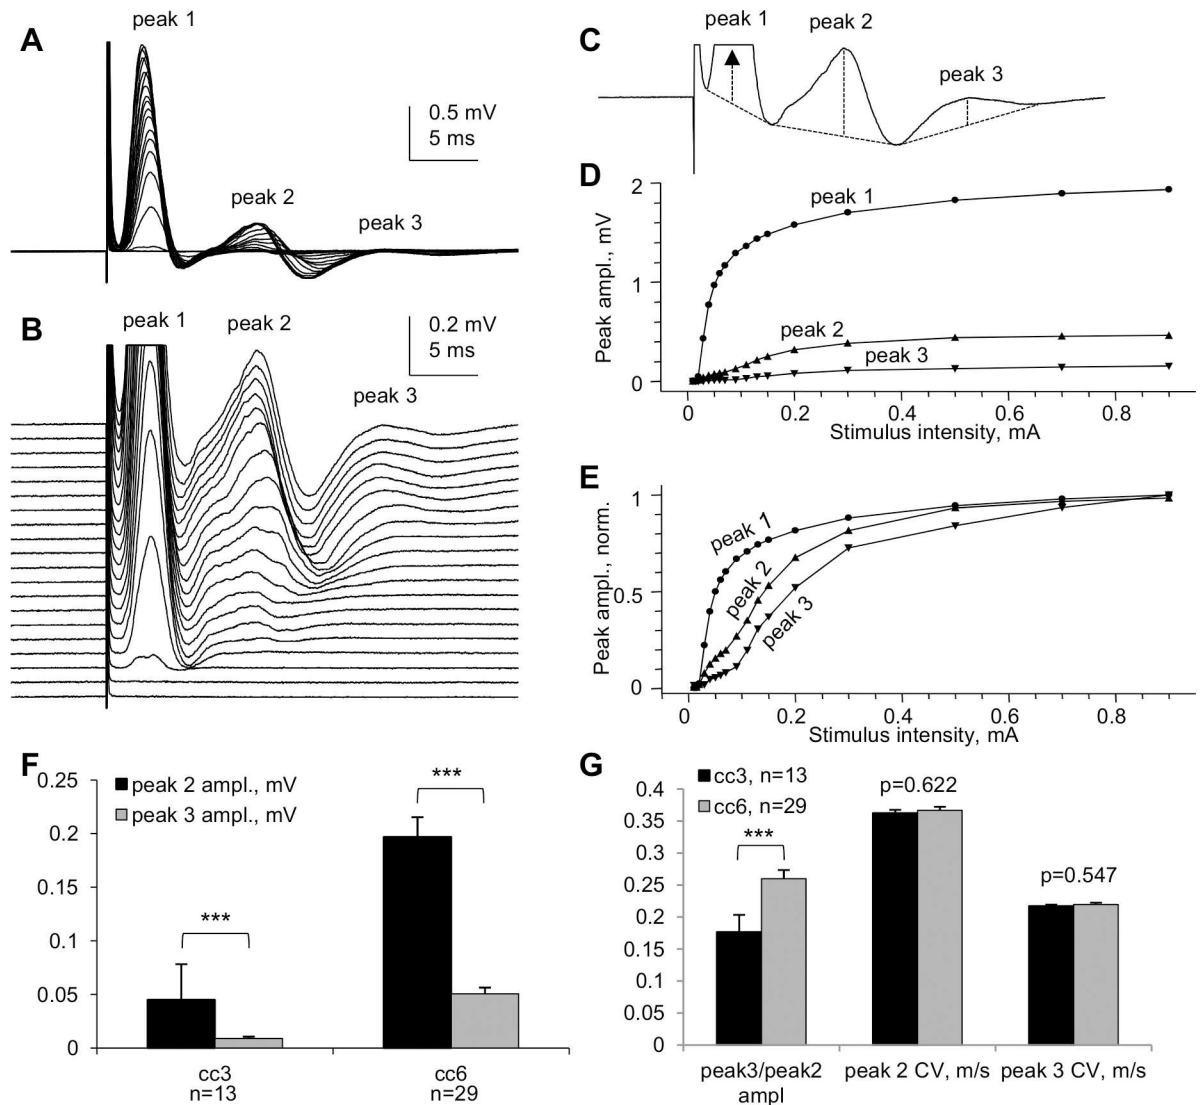 A
peak 1
0.5 mV
5 ms
peak 2
peak 3
B
peak 1
peak 2
0.2 mV
5 ms
peak 3
C
peak 1
peak 2
peak 3
D
2
1
0
Peak ampl., mV
peak 1
peak 2
peak 3
0
0.2
0.4
0.6
0.8
Stimulus intensity, mA
E
1
0.5
0
Peak ampl., norm.
peak 1
peak 2
peak 3
0
0.2
0.4
0.6
0.8
Stimulus intensity, mA
F
0.25
0.2
0.15
0.1
0.05
0
peak 2 ampl., mV
peak 3 ampl., mV
***
***
cc3
n=13
cc6
n=29
G
0.4
0.35
0.3
0.25
0.2
0.15
0.1
0.05
0
cc3, n=13
cc6, n=29
***
p=0.622
p=0.547
peak3/peak2
ampl
peak 2 CV, m/s
peak 3 CV, m/s